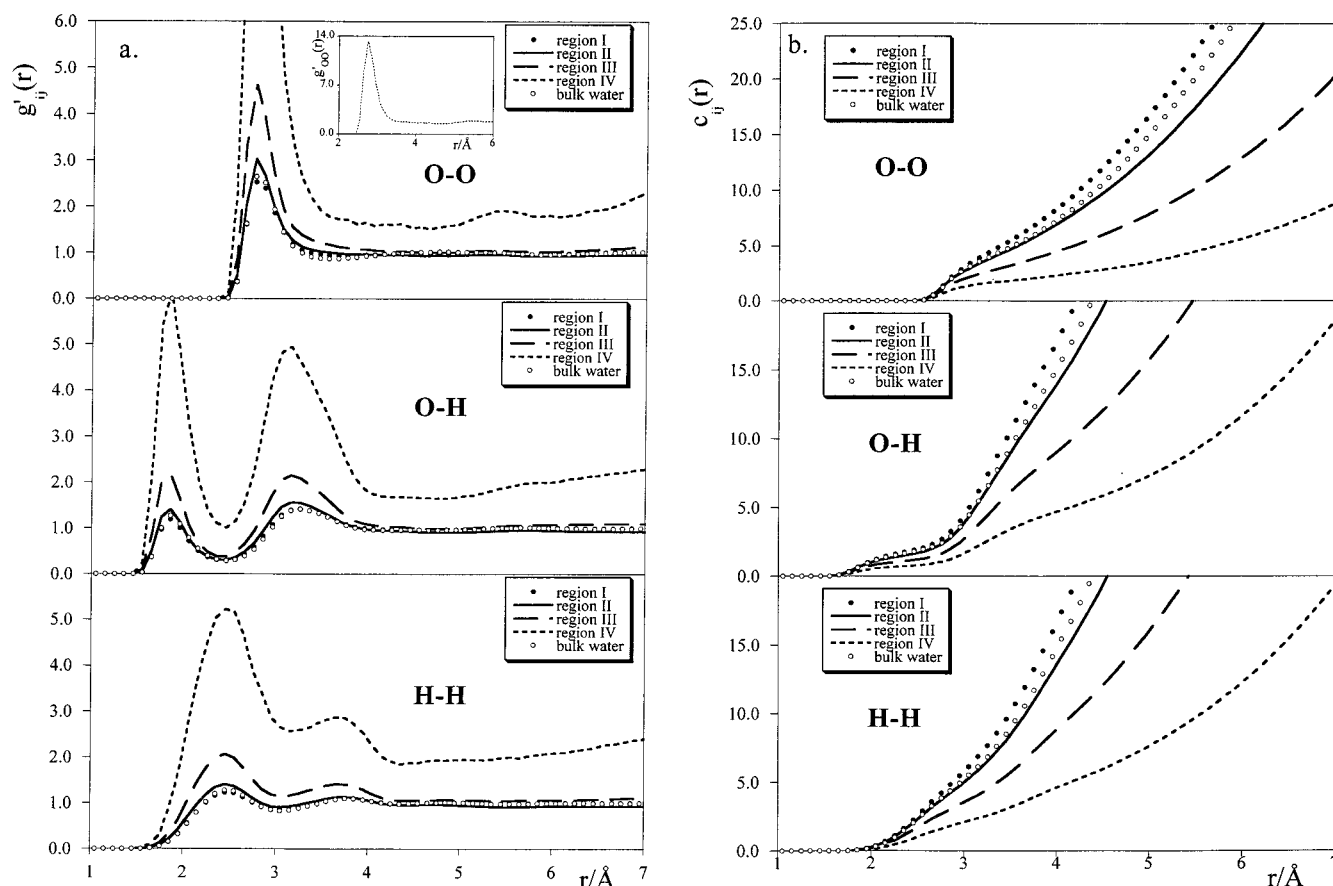 a.
g'ij(r)
6.0
5.0
4.0
3.0
2.0
1.0
0.0
g'OO(r)
14.0
7.0
0.0
2
4
6
r/Å
region I
region II
region III
region IV
bulk water
O-O
5.0
4.0
3.0
2.0
1.0
0.0
region I
region II
region III
region IV
bulk water
O-H
5.0
4.0
3.0
2.0
1.0
0.0
region I
region II
region III
region IV
bulk water
H-H
1
2
3
4
5
6
7
r/Å
b.
cij(r)
25.0
20.0
15.0
10.0
5.0
0.0
region I
region II
region III
region IV
bulk water
O-O
20.0
15.0
10.0
5.0
0.0
region I
region II
region III
region IV
bulk water
O-H
20.0
15.0
10.0
5.0
0.0
region I
region II
region III
region IV
bulk water
H-H
1
2
3
4
5
6
7
r/Å